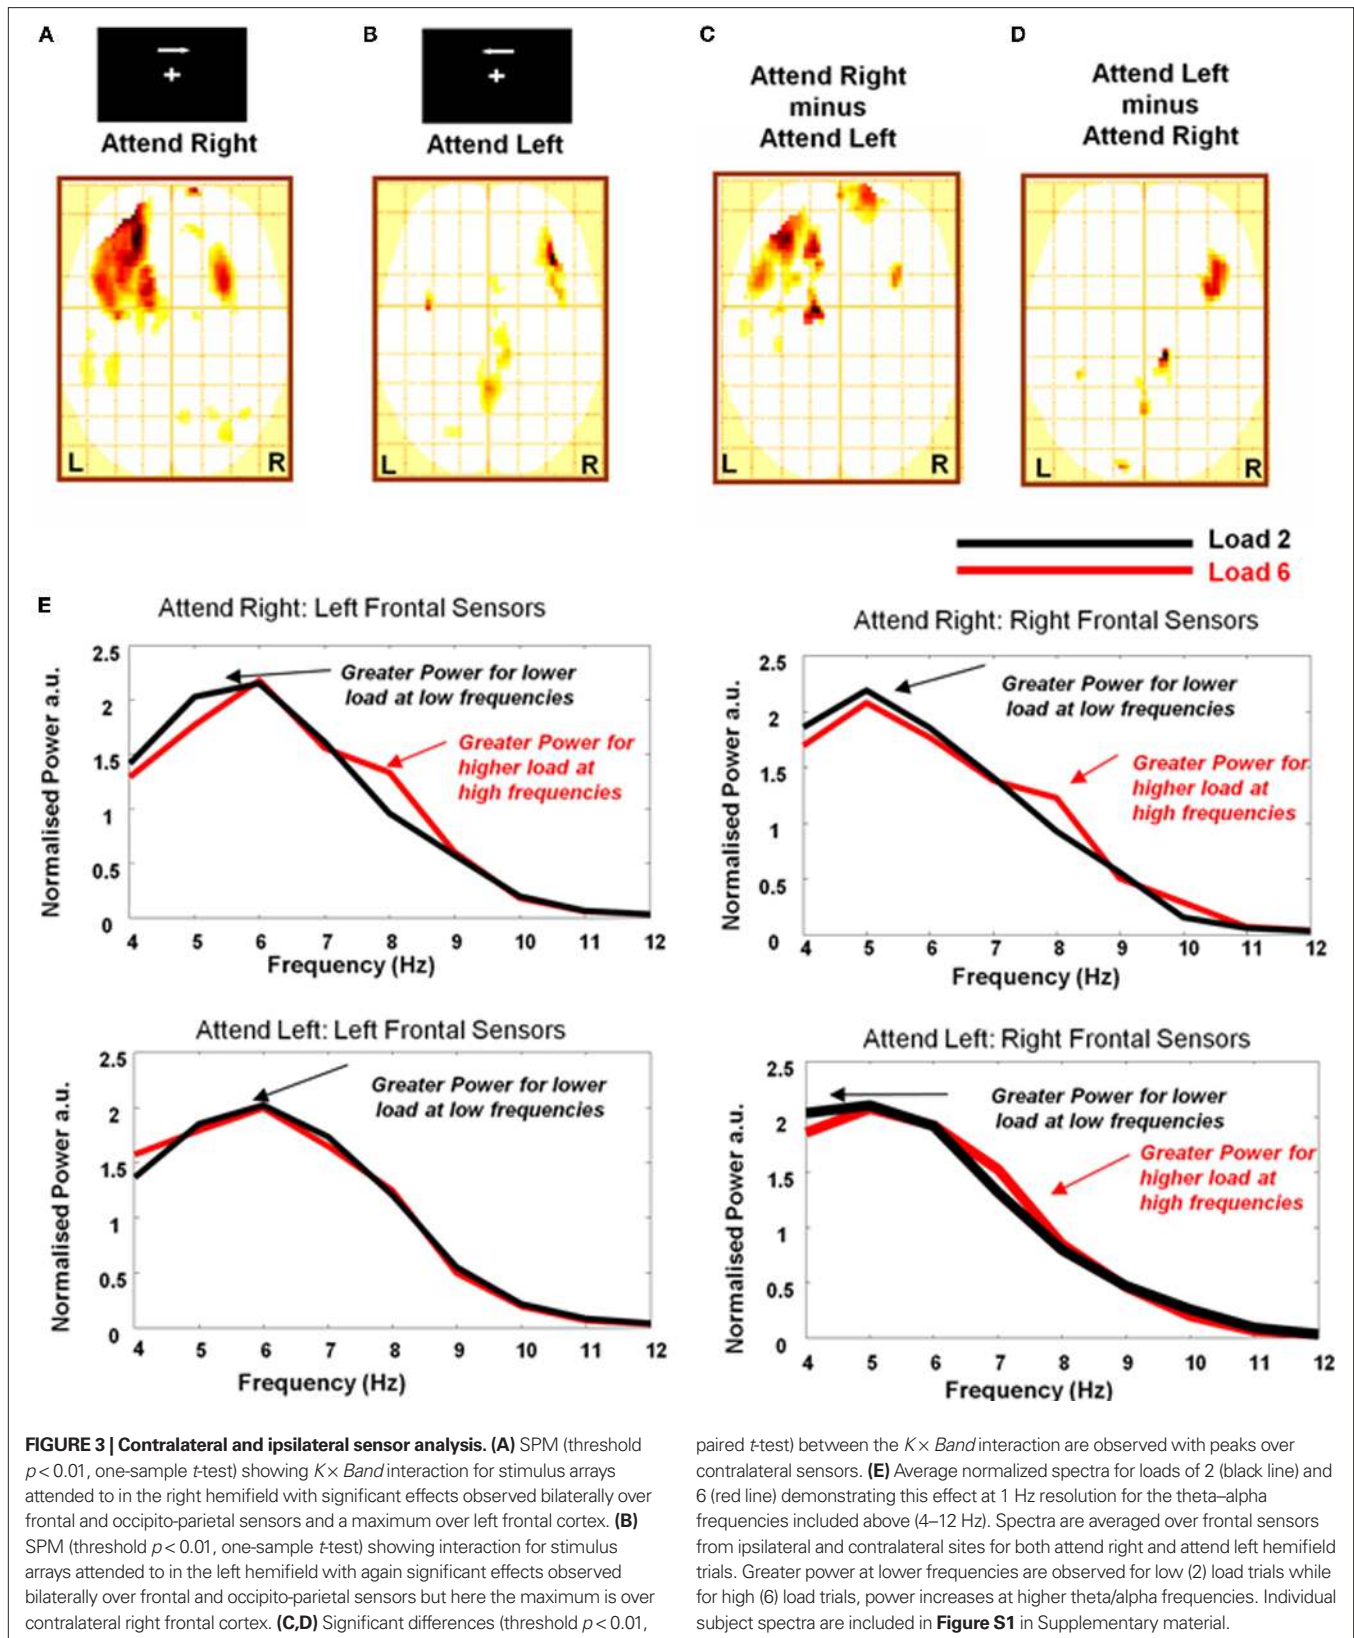 A
B
C
D
Attend Right
Attend Left
Attend Right
minus
Attend Left
Attend Left
minus
Attend Right
L
R
L
R
L
R
L
R
Load 2
Load 6
E
Attend Right: Left Frontal Sensors
Normalised Power a.u.
2.5
2
1.5
1
0.5
0
Greater Power for lower
load at low frequencies
Greater Power for
higher load at
high frequencies
4 5 6 7 8 9 10 11 12
Frequency (Hz)
Attend Right: Right Frontal Sensors
Normalised Power a.u.
2.5
2
1.5
1
0.5
0
Greater Power for lower
load at low frequencies
Greater Power for
higher load at
high frequencies
4 5 6 7 8 9 10 11 12
Frequency (Hz)
Attend Left: Left Frontal Sensors
Normalised Power a.u.
2.5
2
1.5
1
0.5
0
Greater Power for lower
load at low frequencies
4 5 6 7 8 9 10 11 12
Frequency (Hz)
Attend Left: Right Frontal Sensors
Normalised Power a.u.
2.5
2
1.5
1
0.5
0
Greater Power for lower
load at low frequencies
Greater Power for
higher load at
high frequencies
4 5 6 7 8 9 10 11 12
Frequency (Hz)
FIGURE 3 | Contralateral and ipsilateral sensor analysis. (A) SPM (threshold
p < 0.01, one-sample t-test) showing K × Band interaction for stimulus arrays
attended to in the right hemifield with significant effects observed bilaterally over
frontal and occipito-parietal sensors and a maximum over left frontal cortex. (B)
SPM (threshold p < 0.01, one-sample t-test) showing interaction for stimulus
arrays attended to in the left hemifield with again significant effects observed
bilaterally over frontal and occipito-parietal sensors but here the maximum is over
contralateral right frontal cortex. (C,D) Significant differences (threshold p < 0.01,
paired t-test) between the K × Band interaction are observed with peaks over
contralateral sensors. (E) Average normalized spectra for loads of 2 (black line) and
6 (red line) demonstrating this effect at 1 Hz resolution for the theta–alpha
frequencies included above (4–12 Hz). Spectra are averaged over frontal sensors
from ipsilateral and contralateral sites for both attend right and attend left hemifield
trials. Greater power at lower frequencies are observed for low (2) load trials while
for high (6) load trials, power increases at higher theta/alpha frequencies. Individual
subject spectra are included in Figure S1 in Supplementary material.